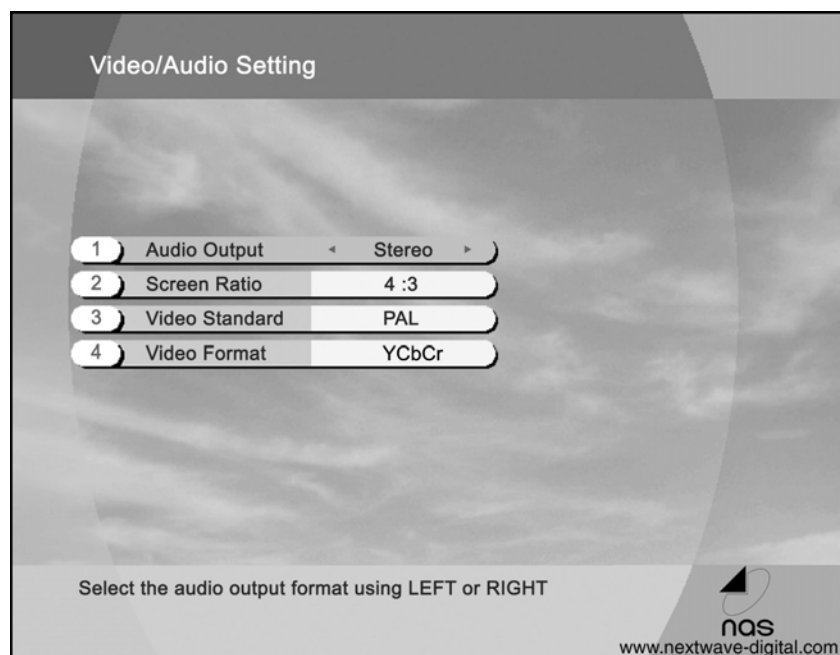 Video/Audio Setting
1 Audio Output Stereo
2 Screen Ratio 4 :3
3 Video Standard PAL
4 Video Format YCbCr
Select the audio output format using LEFT or RIGHT
nas
www.nextwave-digital.com